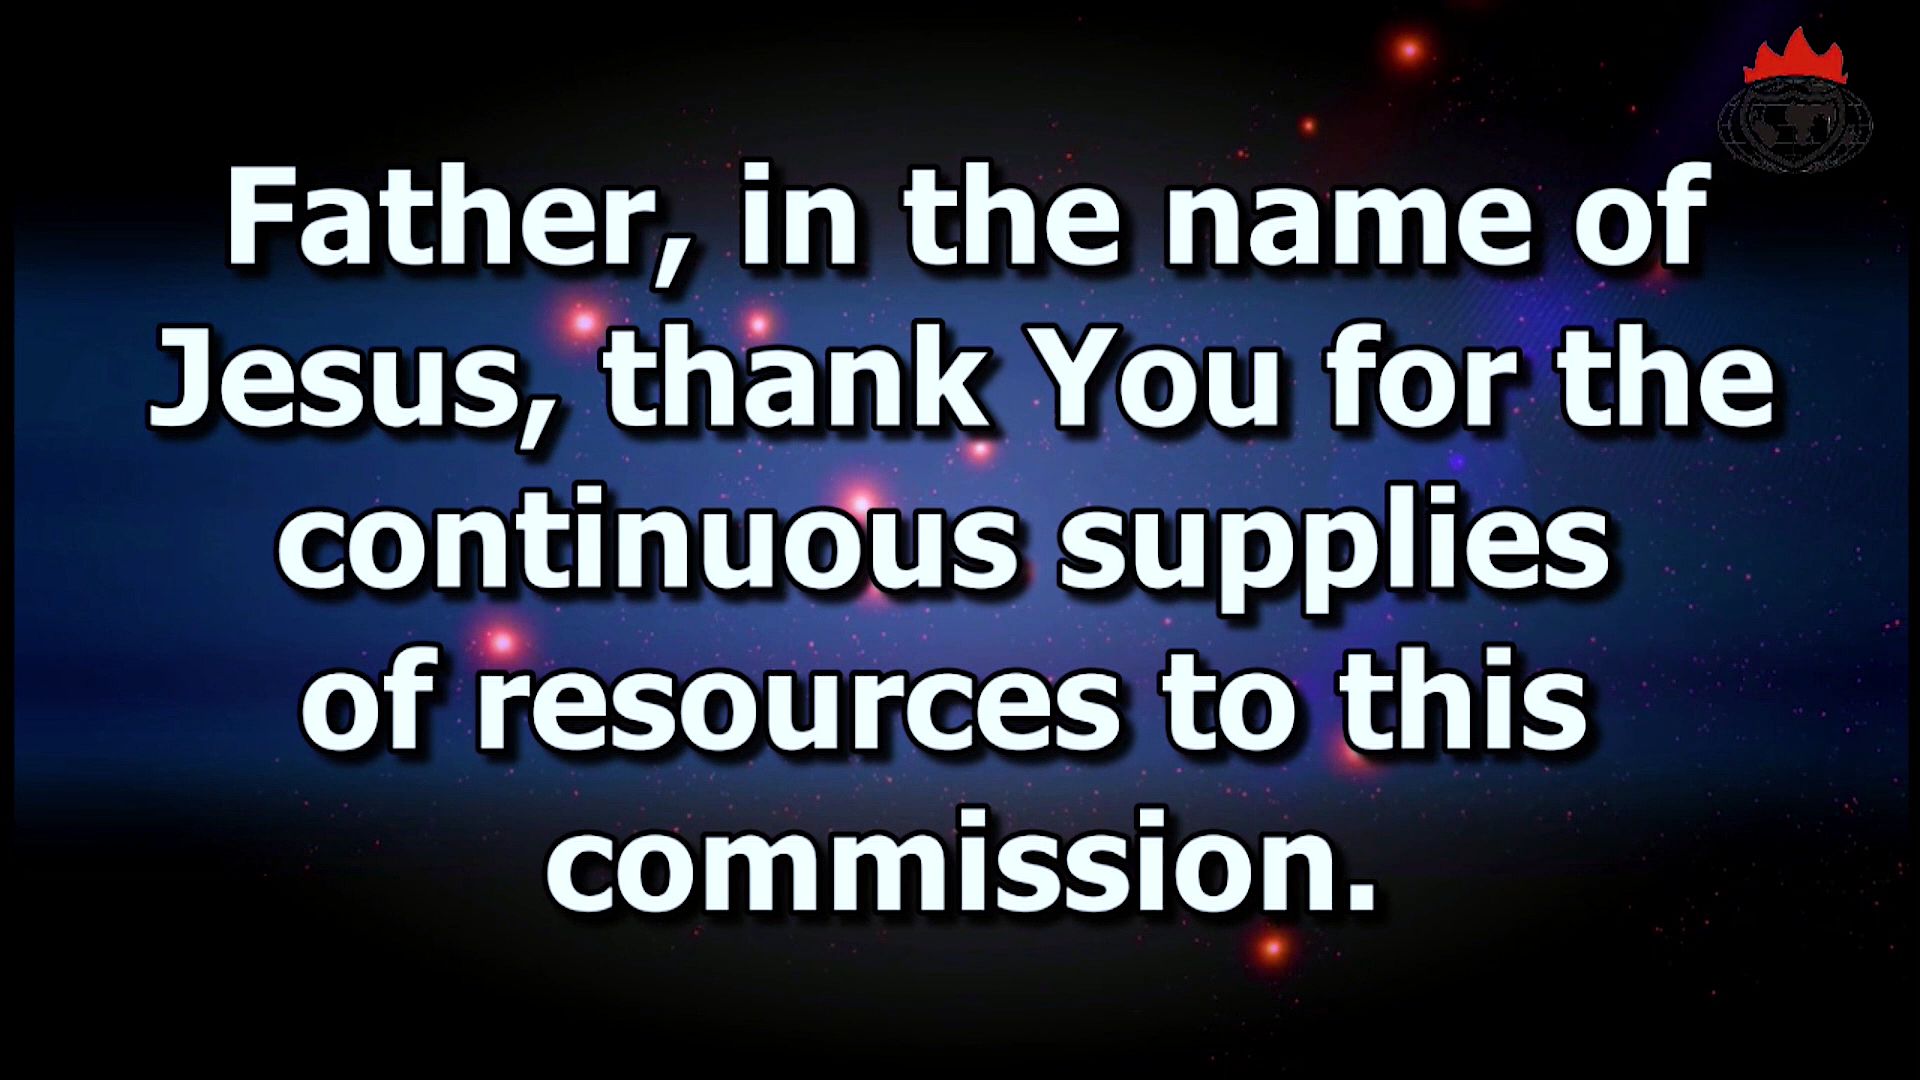 Father, in the name of
Jesus, thank You for the
continuous supplies
of resources to this
commission.